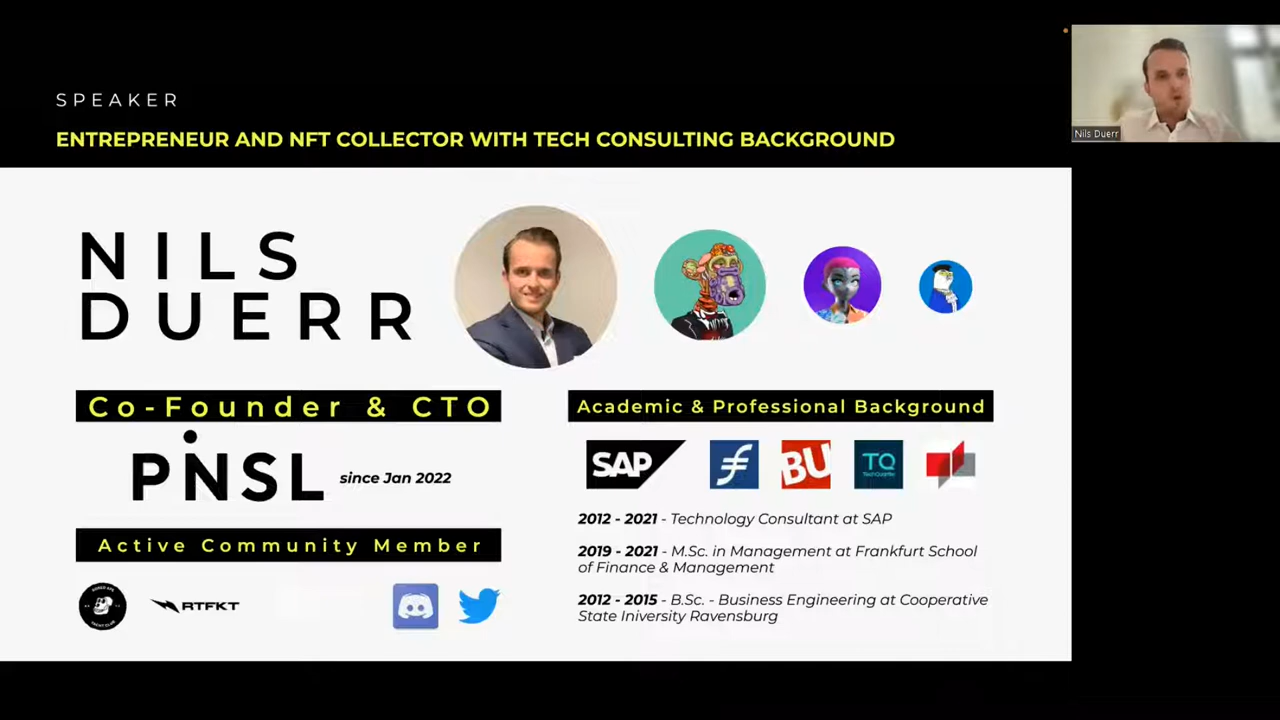 SPEAKER
ENTREPRENEUR AND NFT COLLECTOR WITH TECH CONSULTING BACKGROUND
Nils Duerr
NILS
DUERR
Co-Founder & CTO
PNSL since Jan 2022
Active Community Member
RTFKT
Academic & Professional Background
SAP
BU
TQ
2012 - 2021 - Technology Consultant at SAP
2019 - 2021 - M.Sc. in Management at Frankfurt School
of Finance & Management
2012 - 2015 - B.Sc. - Business Engineering at Cooperative
State Iniversity Ravensburg